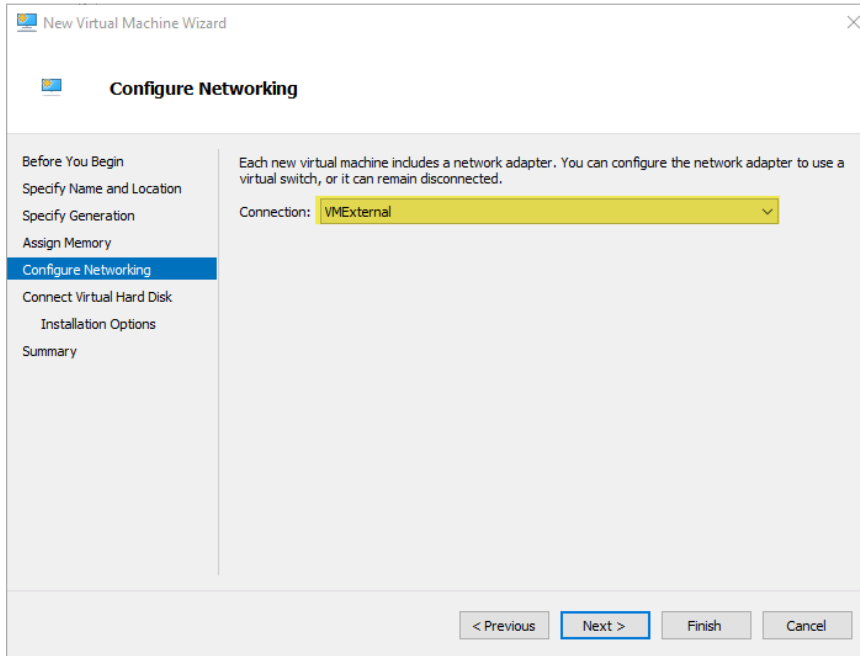 New Virtual Machine Wizard
Configure Networking
Before You Begin
Specify Name and Location
Specify Generation
Assign Memory
Configure Networking
Connect Virtual Hard Disk
Installation Options
Summary
Each new virtual machine includes a network adapter. You can configure the network adapter to use a
virtual switch, or it can remain disconnected.
Connection: VMExternal
< Previous Next > Finish Cancel